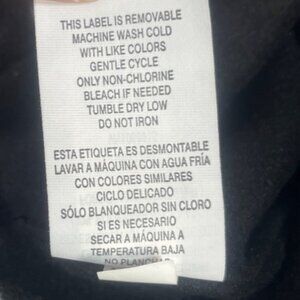 THIS LABEL IS REMOVABLE
MACHINE WASH COLD
WITH LIKE COLORS
GENTLE CYCLE
ONLY NON-CHLORINE
BLEACH IF NEEDED
TUMBLE DRY LOW
DO NOT IRON
ESTA ETIQUETA ES DESMONTABLE
LAVAR A MÁQUINA CON AGUA FRÍA
CON COLORES SIMILARES
CICLO DELICADO
SÓLO BLANQUEADOR SIN CLORO
SI ES NECESARIO
SECAR A MÁQUINA A
TEMPERATURA BAJA
NO PLANCHAR